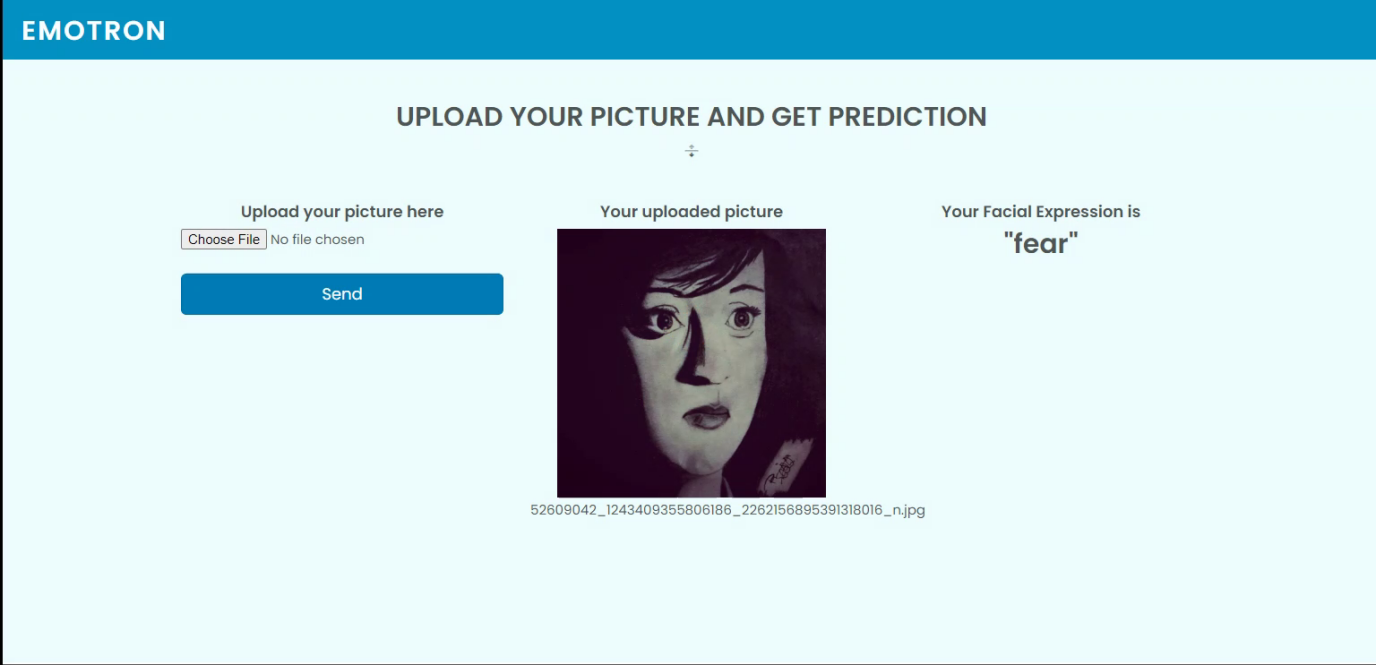 EMOTRON
UPLOAD YOUR PICTURE AND GET PREDICTION
Upload your picture here
Choose File No file chosen
Send
Your uploaded picture
52609042_1243409355806186_2262156895391318016_n.jpg
Your Facial Expression is
"fear"